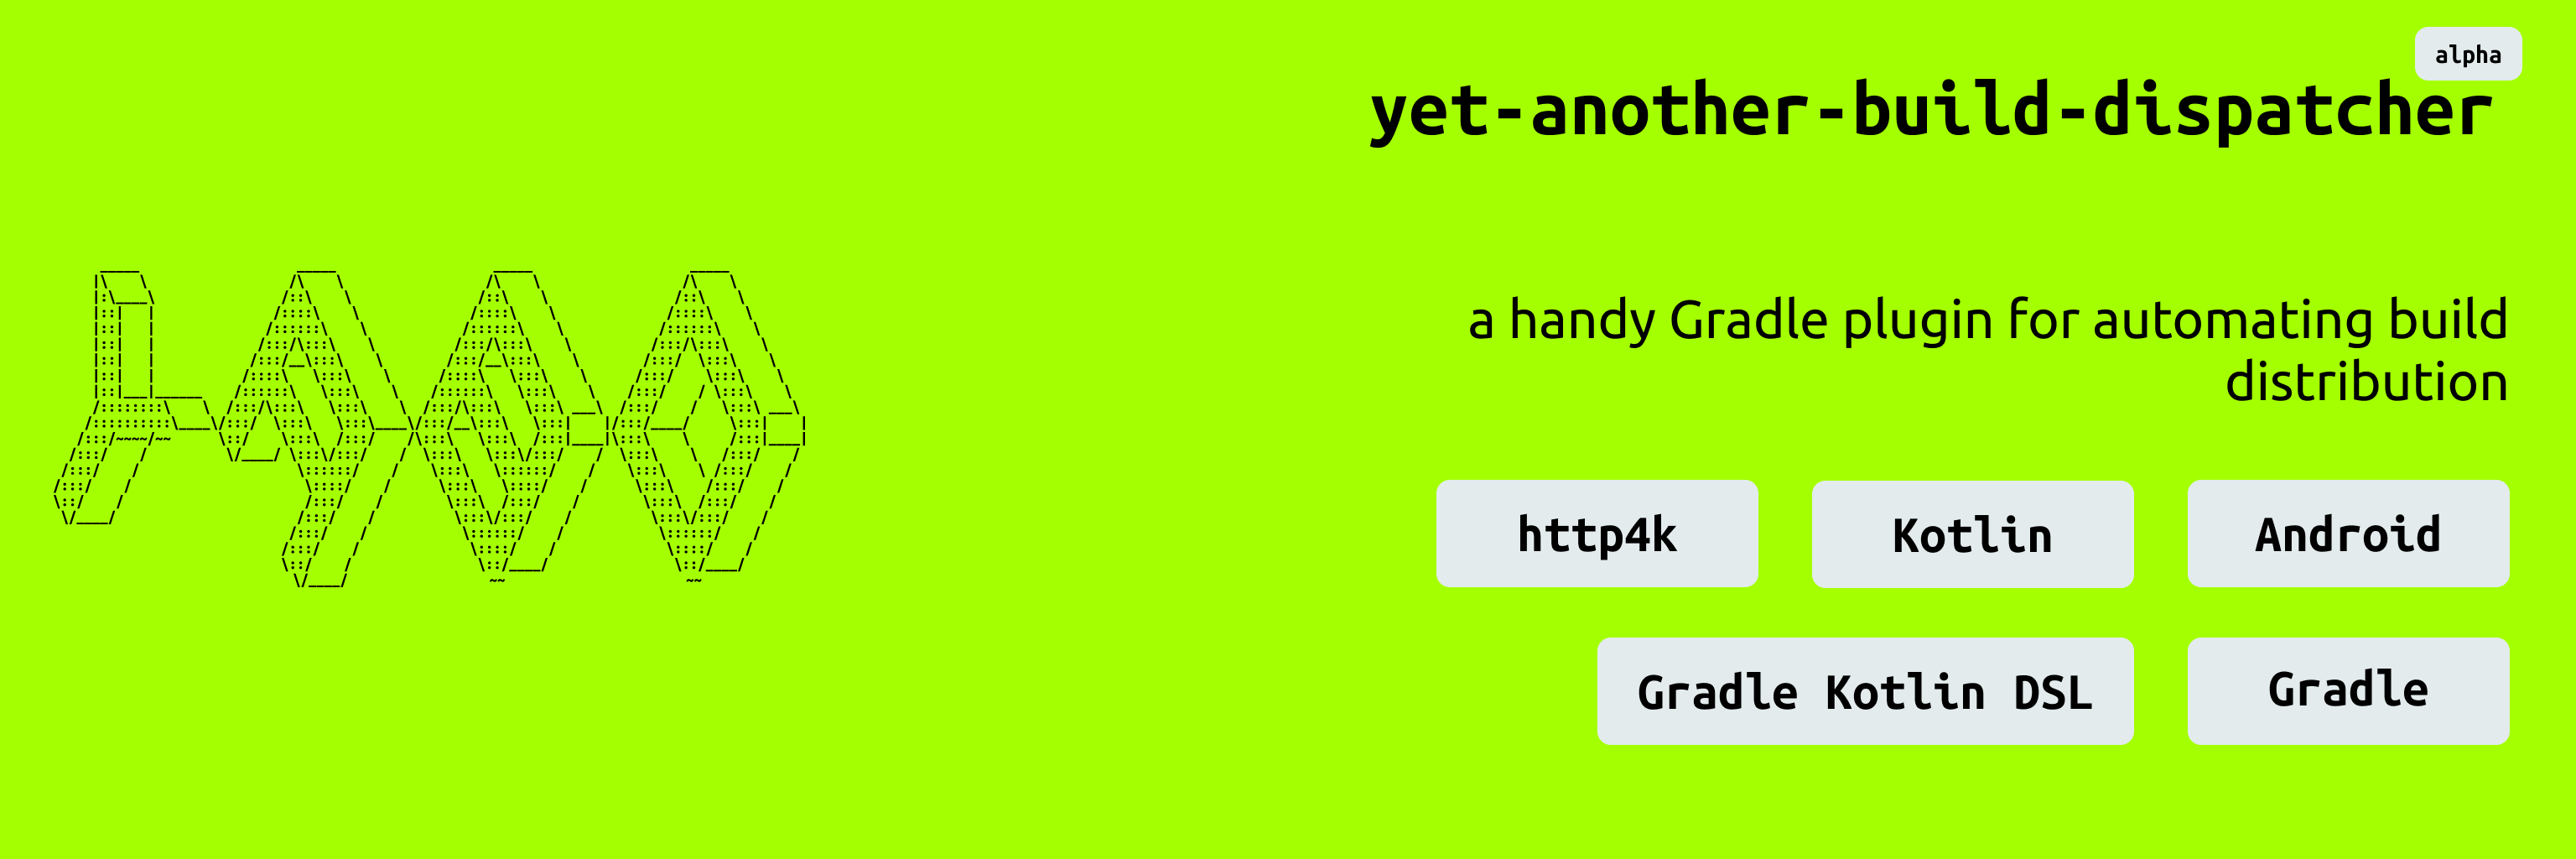 alpha
yet-another-build-dispatcher
a handy Gradle plugin for automating build
distribution
http4k Kotlin Android
Gradle Kotlin DSL Gradle
YABD